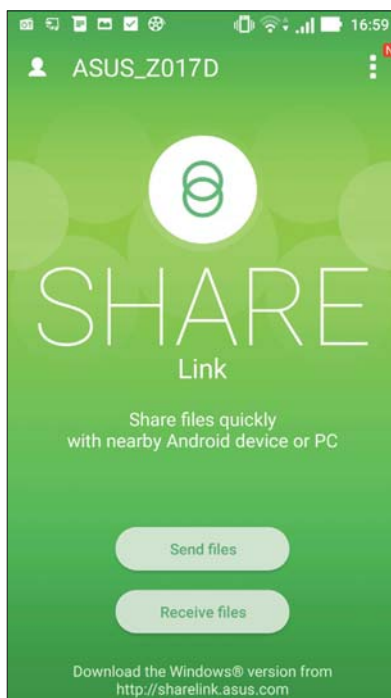 16:59
ASUS_Z017D
N
SHARE
Link
Share files quickly
with nearby Android device or PC
Send files
Receive files
Download the Windows® version from
http://sharelink.asus.com